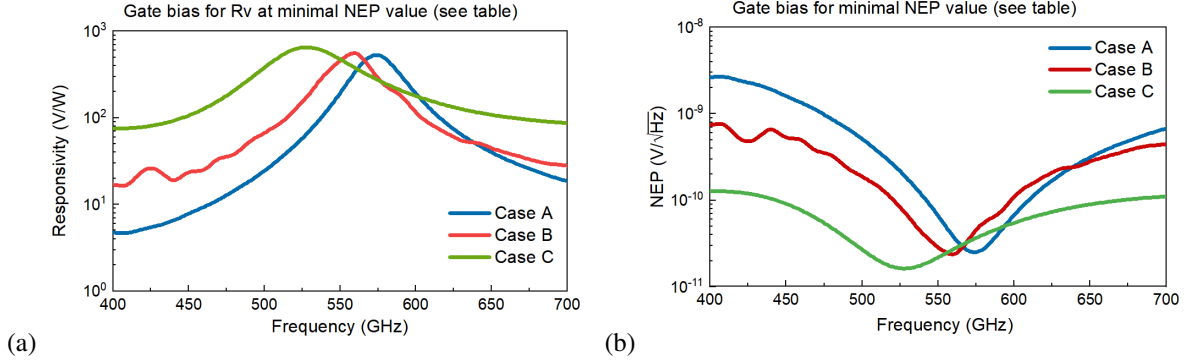 Gate bias for Rv at minimal NEP value (see table)
Responsivity (V/W)
10³
10²
10¹
10⁰
Case A
Case B
Case C
400 450 500 550 600 650 700
Frequency (GHz)
(a)
Gate bias for minimal NEP value (see table)
NEP (V/√Hz)
10⁻⁸
10⁻⁹
10⁻¹⁰
10⁻¹¹
Case A
Case B
Case C
400 450 500 550 600 650 700
Frequency (GHz)
(b)